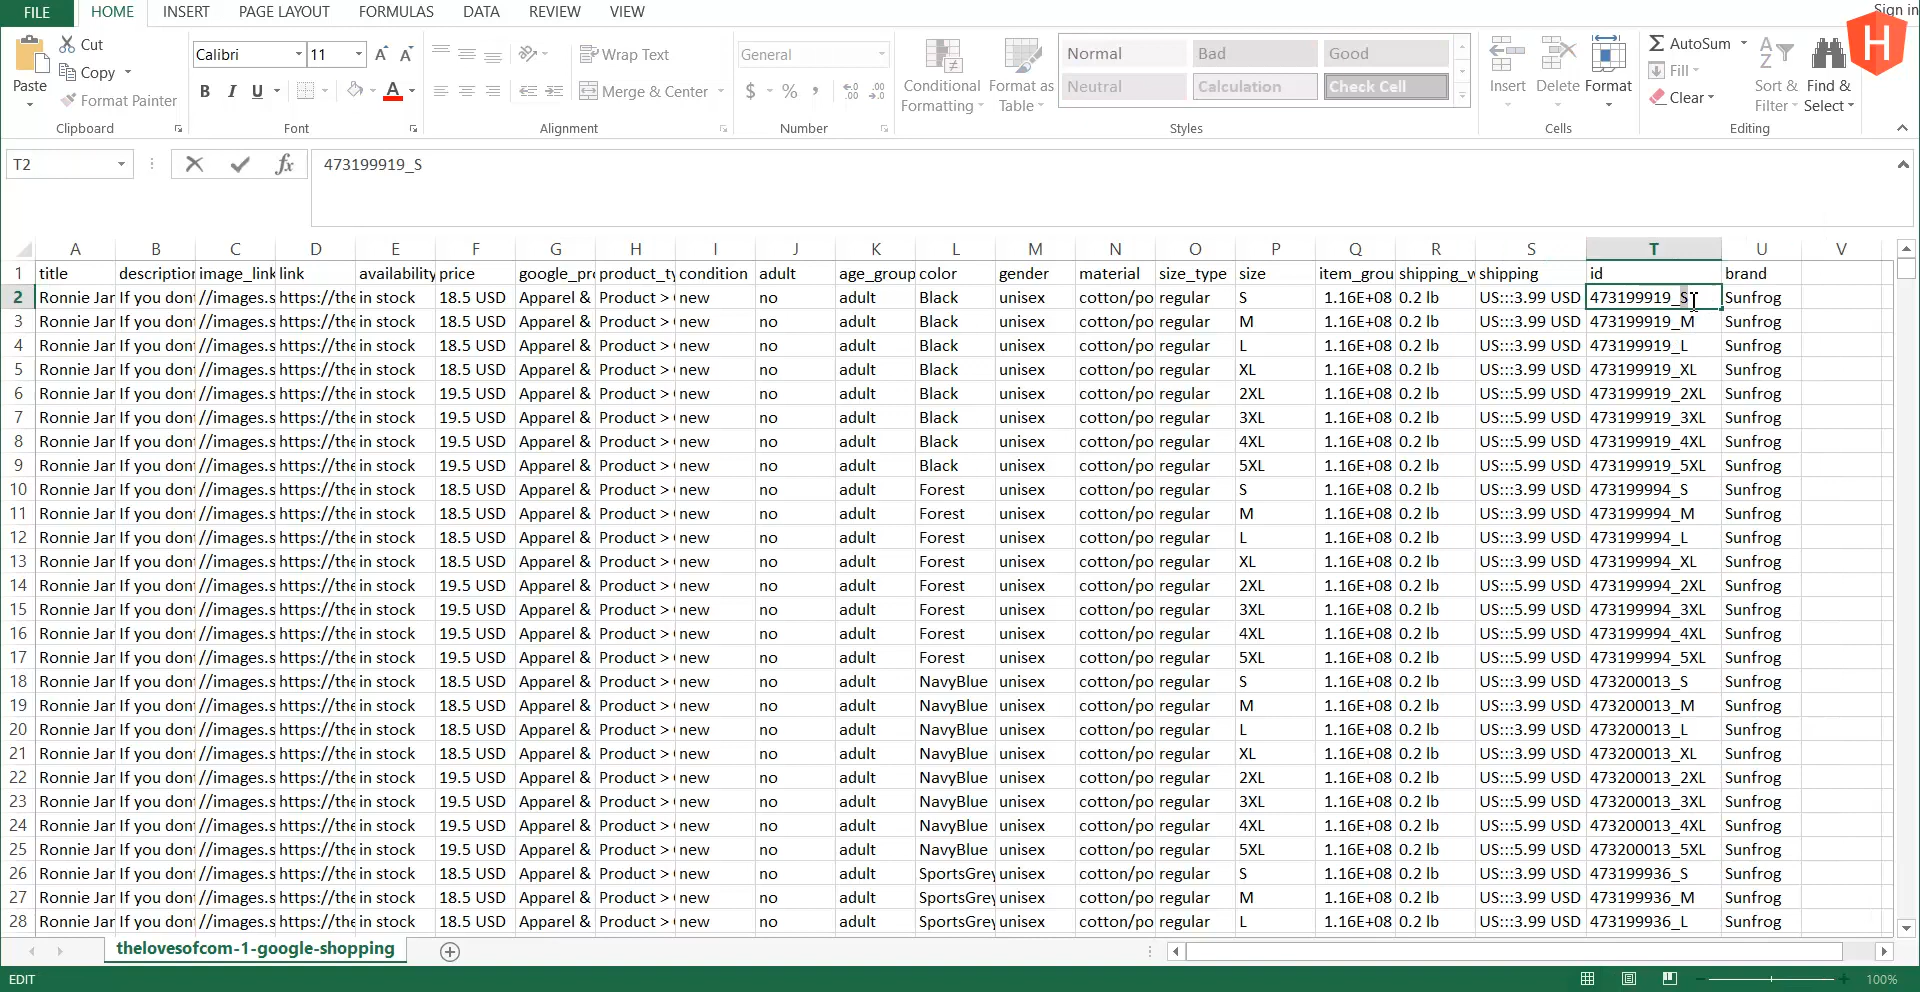 Sign in
FILE HOME INSERT PAGE LAYOUT FORMULAS DATA REVIEW VIEW
H
Paste
Cut
Copy
Format Painter
Clipboard
Calibri 11 A A
B I U A
Font
Wrap Text
Merge & Center
Alignment
General
$ % ,
Number
Conditional Formatting
Format as Table
Normal Bad Good
Neutral Calculation Check Cell
Styles
Insert Delete Format
Cells
AutoSum
Fill
Clear
Sort & Filter
Find & Select
Editing
T2 fx 473199919_S
A B C D E F G H I J K L M N O P Q R S T U V
1 title description image_link link availability price google_pro product_ty condition adult age_group color gender material size_type size item_grou shipping_w shipping id brand
2 Ronnie Jar If you dont //images.s https://the in stock 18.5 USD Apparel & Product > new no adult Black unisex cotton/po regular S 1.16E+08 0.2 lb US:::3.99 USD 473199919_S Sunfrog
3 Ronnie Jar If you dont //images.s https://the in stock 18.5 USD Apparel & Product > new no adult Black unisex cotton/po regular M 1.16E+08 0.2 lb US:::3.99 USD 473199919_M Sunfrog
4 Ronnie Jar If you dont //images.s https://the in stock 18.5 USD Apparel & Product > new no adult Black unisex cotton/po regular L 1.16E+08 0.2 lb US:::3.99 USD 473199919_L Sunfrog
5 Ronnie Jar If you dont //images.s https://the in stock 18.5 USD Apparel & Product > new no adult Black unisex cotton/po regular XL 1.16E+08 0.2 lb US:::3.99 USD 473199919_XL Sunfrog
6 Ronnie Jar If you dont //images.s https://the in stock 19.5 USD Apparel & Product > new no adult Black unisex cotton/po regular 2XL 1.16E+08 0.2 lb US:::5.99 USD 473199919_2XL Sunfrog
7 Ronnie Jar If you dont //images.s https://the in stock 19.5 USD Apparel & Product > new no adult Black unisex cotton/po regular 3XL 1.16E+08 0.2 lb US:::5.99 USD 473199919_3XL Sunfrog
8 Ronnie Jar If you dont //images.s https://the in stock 19.5 USD Apparel & Product > new no adult Black unisex cotton/po regular 4XL 1.16E+08 0.2 lb US:::5.99 USD 473199919_4XL Sunfrog
9 Ronnie Jar If you dont //images.s https://the in stock 19.5 USD Apparel & Product > new no adult Black unisex cotton/po regular 5XL 1.16E+08 0.2 lb US:::5.99 USD 473199919_5XL Sunfrog
10 Ronnie Jar If you dont //images.s https://the in stock 18.5 USD Apparel & Product > new no adult Forest unisex cotton/po regular S 1.16E+08 0.2 lb US:::3.99 USD 473199994_S Sunfrog
11 Ronnie Jar If you dont //images.s https://the in stock 18.5 USD Apparel & Product > new no adult Forest unisex cotton/po regular M 1.16E+08 0.2 lb US:::3.99 USD 473199994_M Sunfrog
12 Ronnie Jar If you dont //images.s https://the in stock 18.5 USD Apparel & Product > new no adult Forest unisex cotton/po regular L 1.16E+08 0.2 lb US:::3.99 USD 473199994_L Sunfrog
13 Ronnie Jar If you dont //images.s https://the in stock 18.5 USD Apparel & Product > new no adult Forest unisex cotton/po regular XL 1.16E+08 0.2 lb US:::3.99 USD 473199994_XL Sunfrog
14 Ronnie Jar If you dont //images.s https://the in stock 19.5 USD Apparel & Product > new no adult Forest unisex cotton/po regular 2XL 1.16E+08 0.2 lb US:::5.99 USD 473199994_2XL Sunfrog
15 Ronnie Jar If you dont //images.s https://the in stock 19.5 USD Apparel & Product > new no adult Forest unisex cotton/po regular 3XL 1.16E+08 0.2 lb US:::5.99 USD 473199994_3XL Sunfrog
16 Ronnie Jar If you dont //images.s https://the in stock 19.5 USD Apparel & Product > new no adult Forest unisex cotton/po regular 4XL 1.16E+08 0.2 lb US:::5.99 USD 473199994_4XL Sunfrog
17 Ronnie Jar If you dont //images.s https://the in stock 19.5 USD Apparel & Product > new no adult Forest unisex cotton/po regular 5XL 1.16E+08 0.2 lb US:::5.99 USD 473199994_5XL Sunfrog
18 Ronnie Jar If you dont //images.s https://the in stock 18.5 USD Apparel & Product > new no adult NavyBlue unisex cotton/po regular S 1.16E+08 0.2 lb US:::3.99 USD 473200013_S Sunfrog
19 Ronnie Jar If you dont //images.s https://the in stock 18.5 USD Apparel & Product > new no adult NavyBlue unisex cotton/po regular M 1.16E+08 0.2 lb US:::3.99 USD 473200013_M Sunfrog
20 Ronnie Jar If you dont //images.s https://the in stock 18.5 USD Apparel & Product > new no adult NavyBlue unisex cotton/po regular L 1.16E+08 0.2 lb US:::3.99 USD 473200013_L Sunfrog
21 Ronnie Jar If you dont //images.s https://the in stock 18.5 USD Apparel & Product > new no adult NavyBlue unisex cotton/po regular XL 1.16E+08 0.2 lb US:::3.99 USD 473200013_XL Sunfrog
22 Ronnie Jar If you dont //images.s https://the in stock 19.5 USD Apparel & Product > new no adult NavyBlue unisex cotton/po regular 2XL 1.16E+08 0.2 lb US:::5.99 USD 473200013_2XL Sunfrog
23 Ronnie Jar If you dont //images.s https://the in stock 19.5 USD Apparel & Product > new no adult NavyBlue unisex cotton/po regular 3XL 1.16E+08 0.2 lb US:::5.99 USD 473200013_3XL Sunfrog
24 Ronnie Jar If you dont //images.s https://the in stock 19.5 USD Apparel & Product > new no adult NavyBlue unisex cotton/po regular 4XL 1.16E+08 0.2 lb US:::5.99 USD 473200013_4XL Sunfrog
25 Ronnie Jar If you dont //images.s https://the in stock 19.5 USD Apparel & Product > new no adult NavyBlue unisex cotton/po regular 5XL 1.16E+08 0.2 lb US:::5.99 USD 473200013_5XL Sunfrog
26 Ronnie Jar If you dont //images.s https://the in stock 18.5 USD Apparel & Product > new no adult SportsGrey unisex cotton/po regular S 1.16E+08 0.2 lb US:::3.99 USD 473199936_S Sunfrog
27 Ronnie Jar If you dont //images.s https://the in stock 18.5 USD Apparel & Product > new no adult SportsGrey unisex cotton/po regular M 1.16E+08 0.2 lb US:::3.99 USD 473199936_M Sunfrog
28 Ronnie Jar If you dont //images.s https://the in stock 18.5 USD Apparel & Product > new no adult SportsGrey unisex cotton/po regular L 1.16E+08 0.2 lb US:::3.99 USD 473199936_L Sunfrog
thelovesofcom-1-google-shopping
EDIT 100%